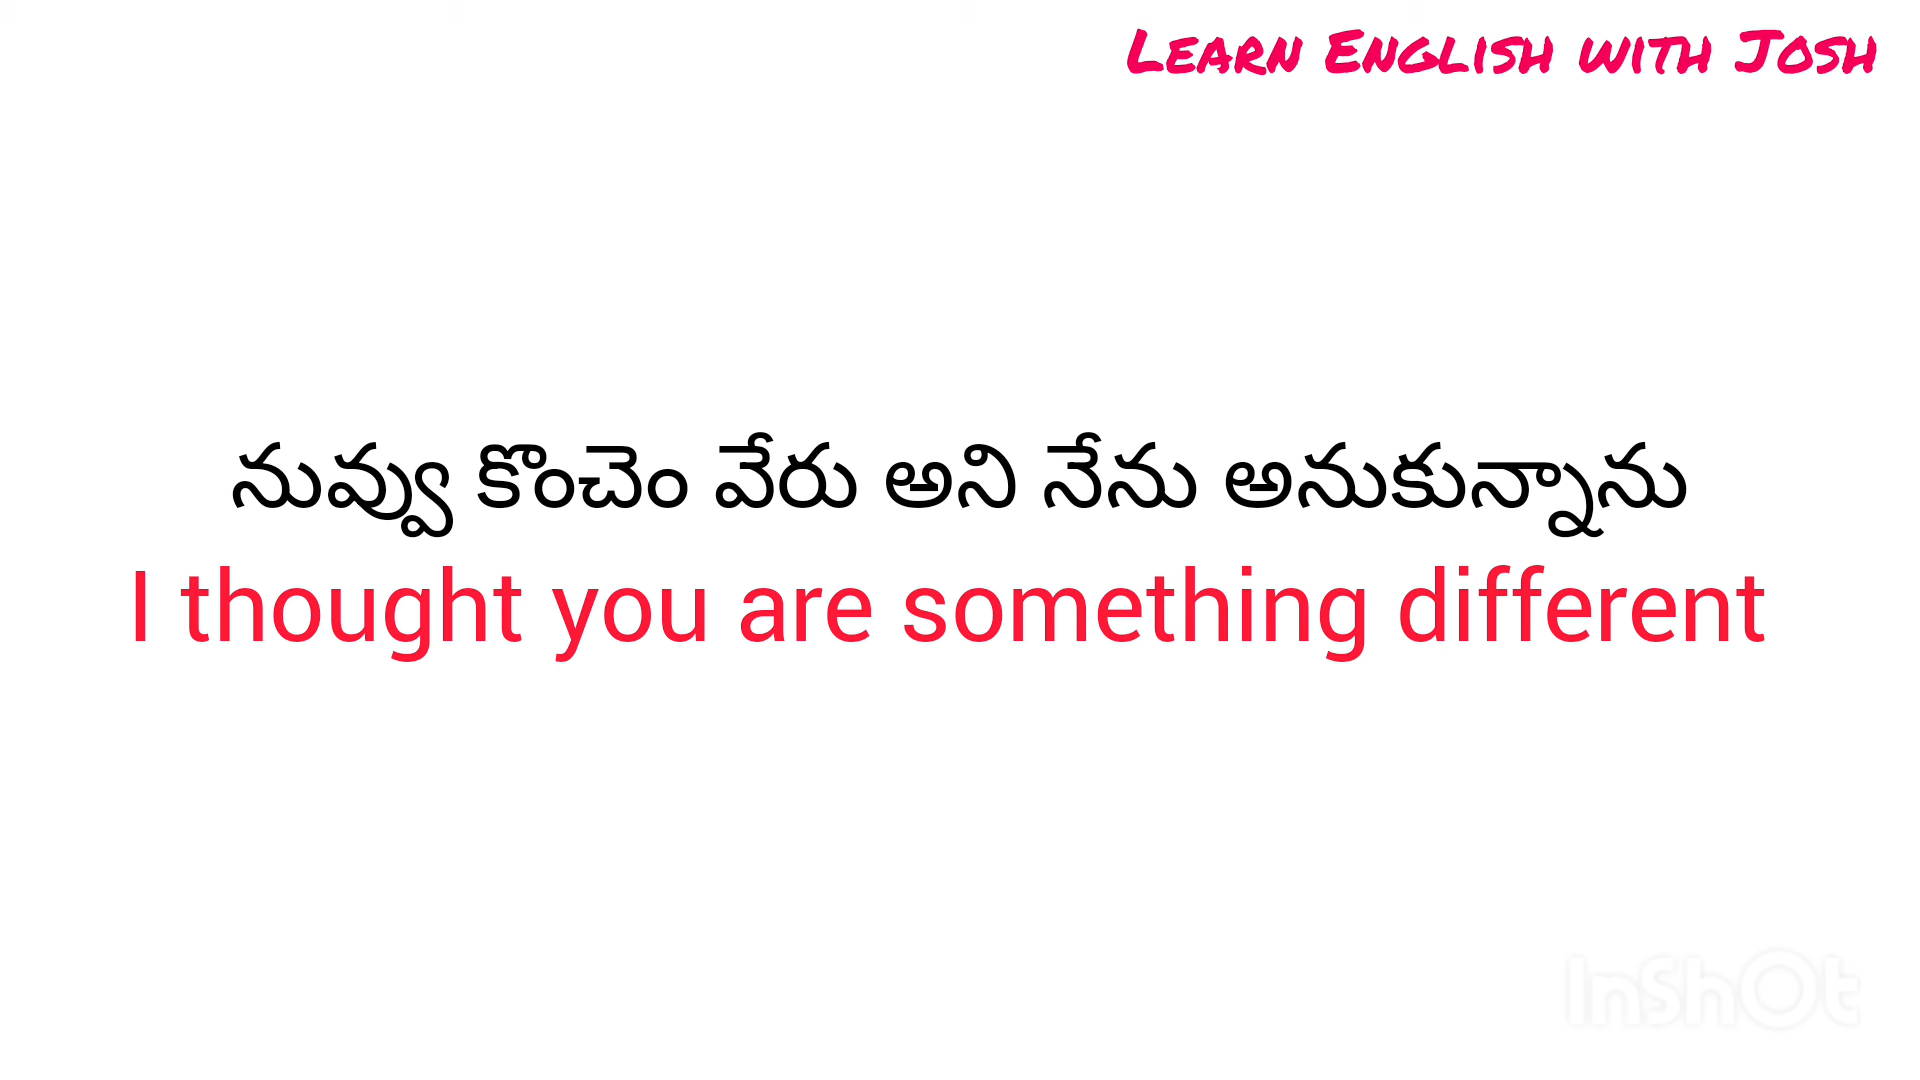 Learn English with Josh
నువ్వు కొంచెం వేరు అని నేను అనుకున్నాను
I thought you are something different
InShOt